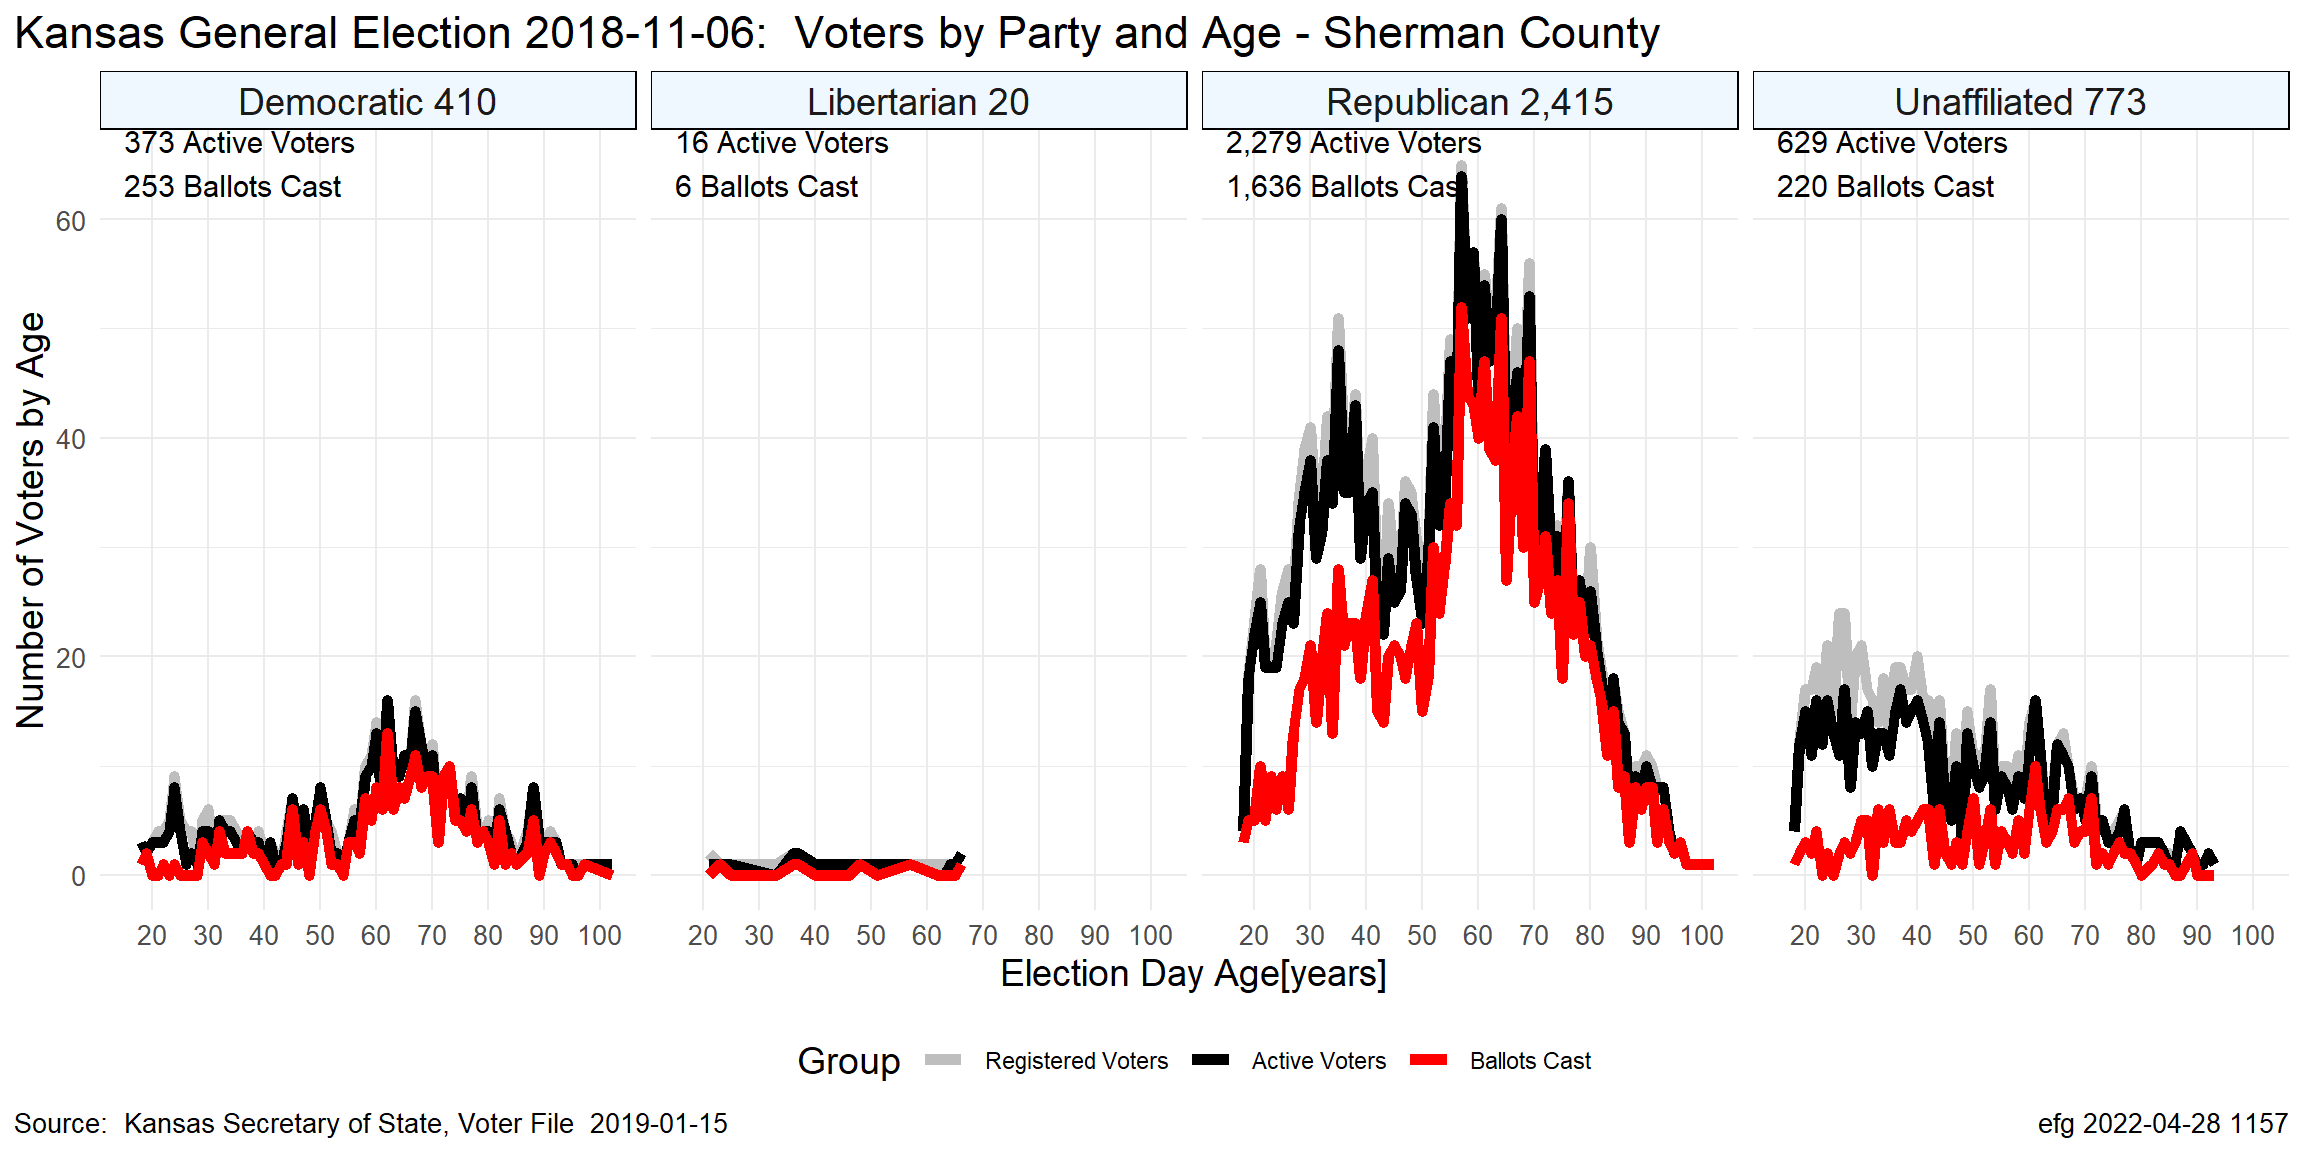 Kansas General Election 2018-11-06:  Voters by Party and Age - Sherman County
Democratic 410
Libertarian 20
Republican 2,415
Unaffiliated 773
373 Active Voters
253 Ballots Cast
16 Active Voters
6 Ballots Cast
2,279 Active Voters
1,636 Ballots Cast
629 Active Voters
220 Ballots Cast
Number of Voters by Age
60
40
20
0
20 30 40 50 60 70 80 90 100
20 30 40 50 60 70 80 90 100
20 30 40 50 60 70 80 90 100
20 30 40 50 60 70 80 90 100
Election Day Age[years]
Group Registered Voters Active Voters Ballots Cast
Source:  Kansas Secretary of State, Voter File  2019-01-15
efg 2022-04-28 1157